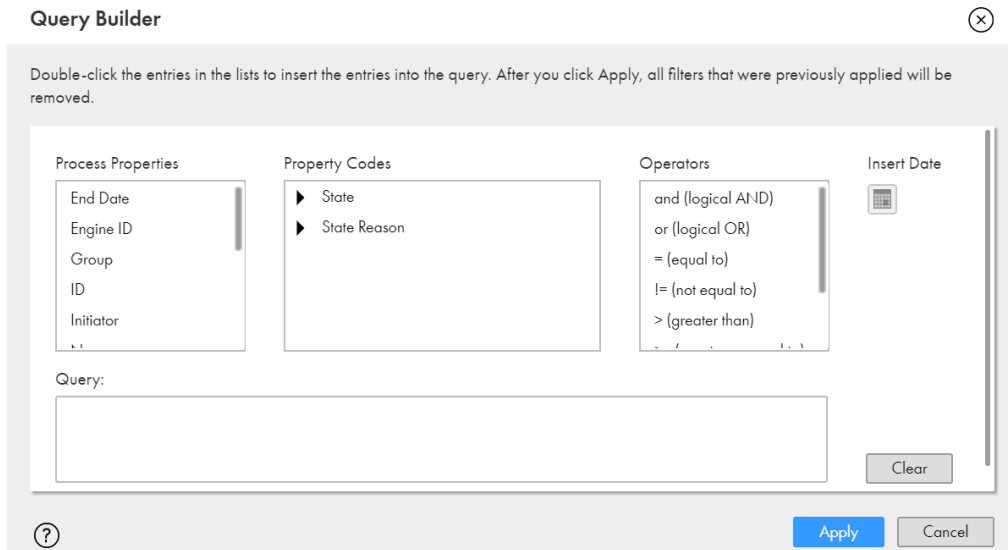 Query Builder
Double-click the entries in the lists to insert the entries into the query. After you click Apply, all filters that were previously applied will be
removed.
Process Properties
Property Codes
Operators
Insert Date
End Date
Engine ID
Group
ID
Initiator
State
State Reason
and (logical AND)
or (logical OR)
= (equal to)
!= (not equal to)
> (greater than)
Query:
Clear
?
Apply
Cancel